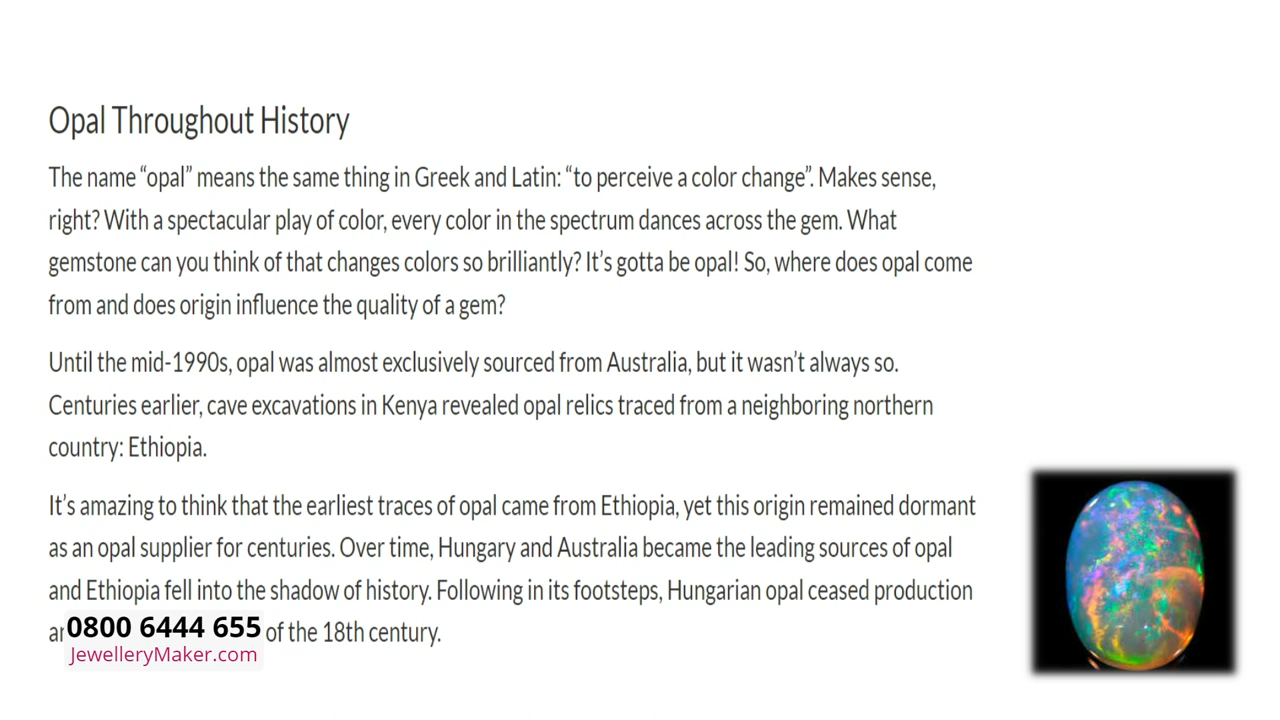 Opal Throughout History
The name “opal” means the same thing in Greek and Latin: “to perceive a color change”. Makes sense,
right? With a spectacular play of color, every color in the spectrum dances across the gem. What
gemstone can you think of that changes colors so brilliantly? It’s gotta be opal! So, where does opal come
from and does origin influence the quality of a gem?
Until the mid-1990s, opal was almost exclusively sourced from Australia, but it wasn’t always so.
Centuries earlier, cave excavations in Kenya revealed opal relics traced from a neighboring northern
country: Ethiopia.
It’s amazing to think that the earliest traces of opal came from Ethiopia, yet this origin remained dormant
as an opal supplier for centuries. Over time, Hungary and Australia became the leading sources of opal
and Ethiopia fell into the shadow of history. Following in its footsteps, Hungarian opal ceased production
of the 18th century.
0800 6444 655
JewelleryMaker.com